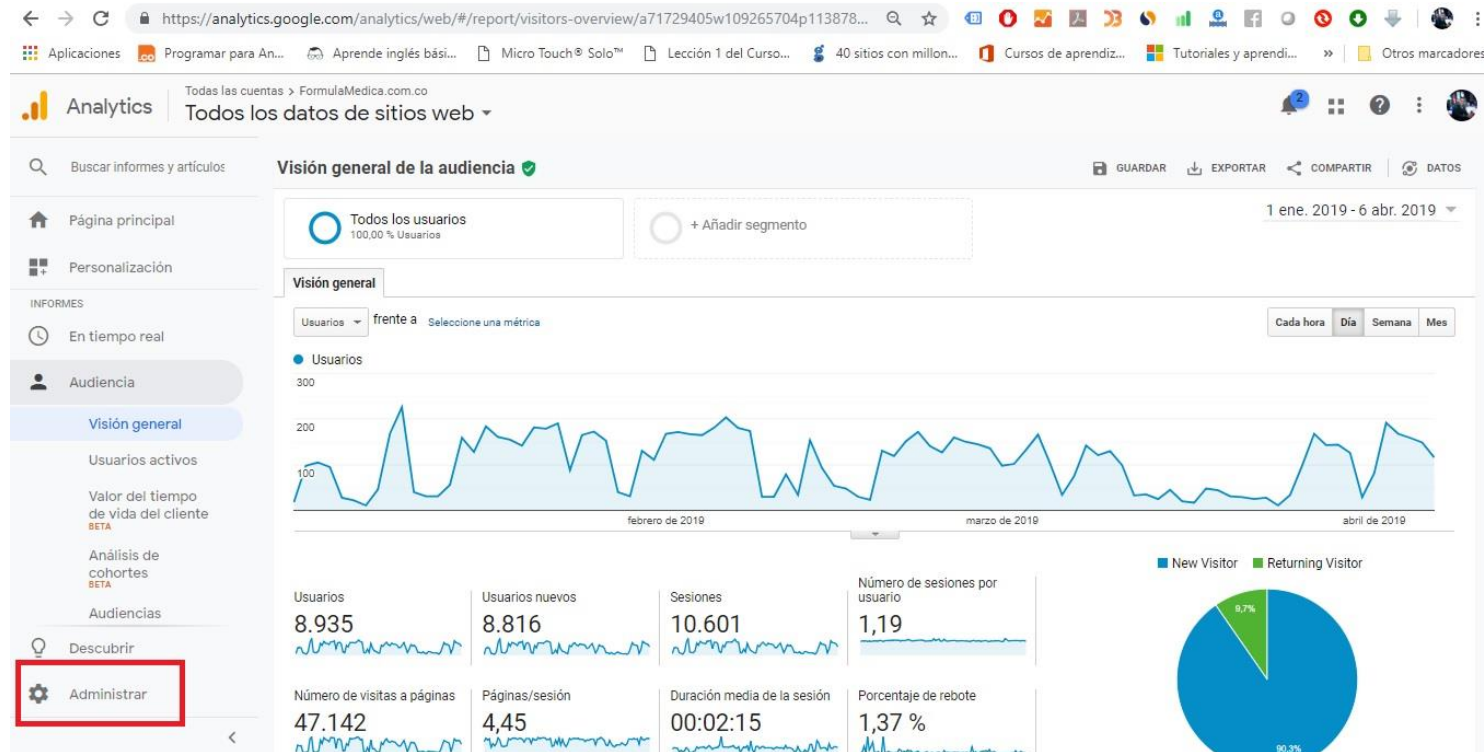 https://analytics.google.com/analytics/web/#/report/visitors-overview/a71729405w109265704p113878...
Aplicaciones Programar para An... Aprende inglés bási... Micro Touch® Solo™ Lección 1 del Curso... 40 sitios con millon... Cursos de aprendiz... Tutoriales y aprendi... » Otros marcadores
Todas las cuentas > FormulaMedica.com.co
Analytics Todos los datos de sitios web
2
Buscar informes y artículos
Visión general de la audiencia
GUARDAR EXPORTAR COMPARTIR DATOS
Página principal
Personalización
INFORMES
En tiempo real
Audiencia
Visión general
Usuarios activos
Valor del tiempo
de vida del cliente
BETA
Análisis de
cohortes
BETA
Audiencias
Descubrir
Administrar
Todos los usuarios
100,00 % Usuarios
+ Añadir segmento
1 ene. 2019 - 6 abr. 2019
Visión general
Usuarios frente a Seleccione una métrica
Cada hora Día Semana Mes
Usuarios
300
200
100
febrero de 2019 marzo de 2019 abril de 2019
New Visitor Returning Visitor
Usuarios
8.935
Usuarios nuevos
8.816
Sesiones
10.601
Número de sesiones por
usuario
1,19
Número de visitas a páginas
47.142
Páginas/sesión
4,45
Duración media de la sesión
00:02:15
Porcentaje de rebote
1,37 %
9,7%
90,3%